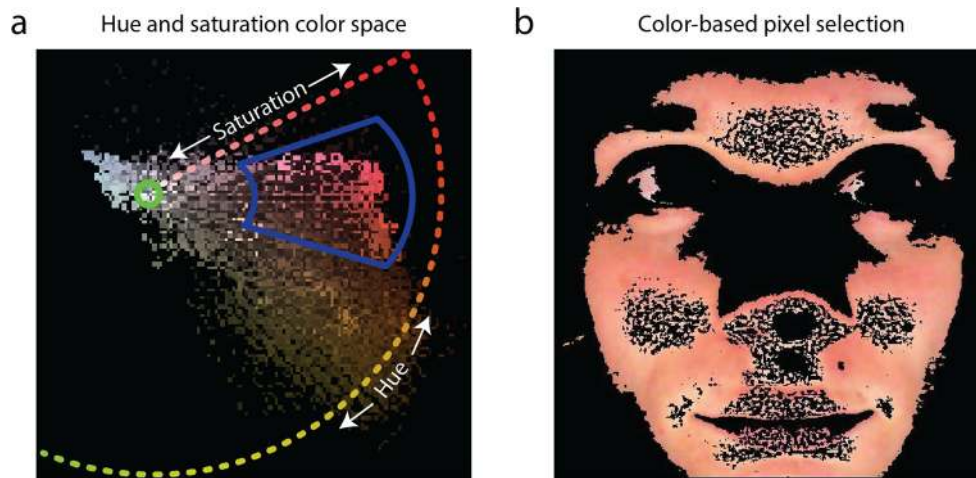 a
Hue and saturation color space
b
Color-based pixel selection
Saturation
Hue